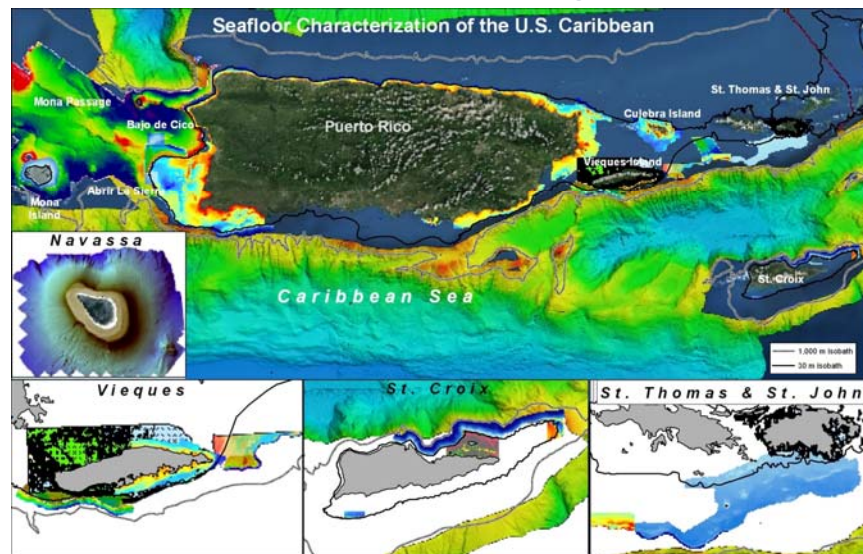 Seafloor Characterization of the U.S. Caribbean
St. Thomas & St. John
Mona Passage
Culebra Island
Bajo de Cico
Puerto Rico
Vieques Island
Abrir La Sierra
Mona
Island
Navassa
St. Croix
Caribbean Sea
1,000 m isobath
30 m isobath
Vieques
St. Croix
St. Thomas & St. John